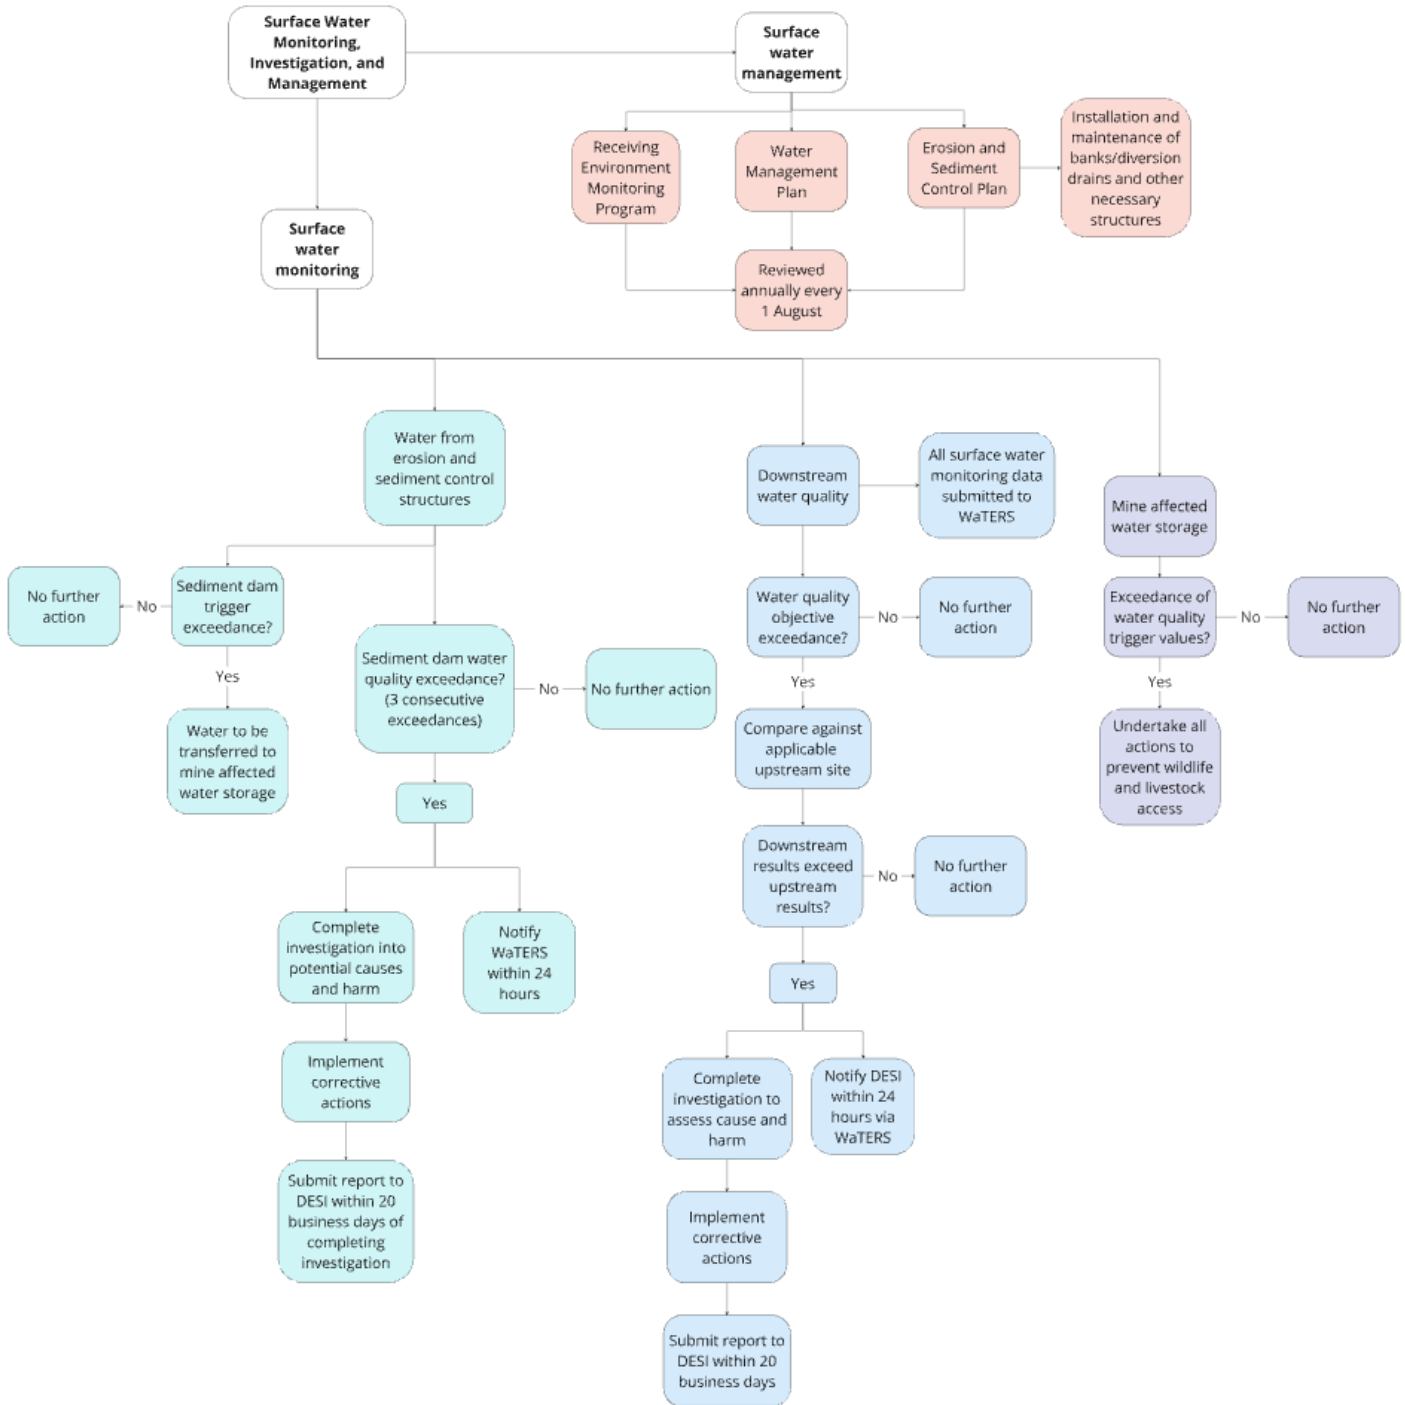 Surface Water
Monitoring,
Investigation, and
Management
Surface
water
management
Receiving
Environment
Monitoring
Program
Water
Management
Plan
Erosion and
Sediment
Control Plan
Installation and
maintenance of
banks/diversion
drains and other
necessary
structures
Reviewed
annually every
1 August
Surface
water
monitoring
Water from
erosion and
sediment control
structures
No further
action
No
Sediment dam
trigger
exceedance?
Yes
Water to be
transferred to
mine affected
water storage
Sediment dam water
quality exceedance?
(3 consecutive
exceedances)
No
No further action
Yes
Complete
investigation into
potential causes
and harm
Notify
WaTERS
within 24
hours
Implement
corrective
actions
Submit report to
DESI within 20
business days of
completing
investigation
Downstream
water quality
All surface water
monitoring data
submitted to
WaTERS
Water quality
objective
exceedance?
No
No further
action
Yes
Compare against
applicable
upstream site
Downstream
results exceed
upstream
results?
No
No further
action
Yes
Complete
investigation to
assess cause and
harm
Notify DESI
within 24
hours via
WaTERS
Implement
corrective
actions
Submit report to
DESI within 20
business days
Mine affected
water storage
Exceedance of
water quality
trigger values?
No
No further
action
Yes
Undertake all
actions to
prevent wildlife
and livestock
access